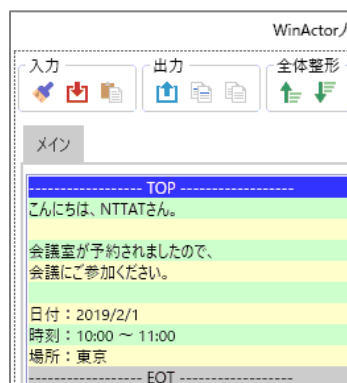 WinActor
入力
出力
全体整形
メイン
------------------ TOP ------------------
こんにちは、NTTATさん。
会議室が予約されましたので、
会議にご参加ください。
日付：2019/2/1
時刻：10:00 ～ 11:00
場所：東京
------------------ EOT ------------------